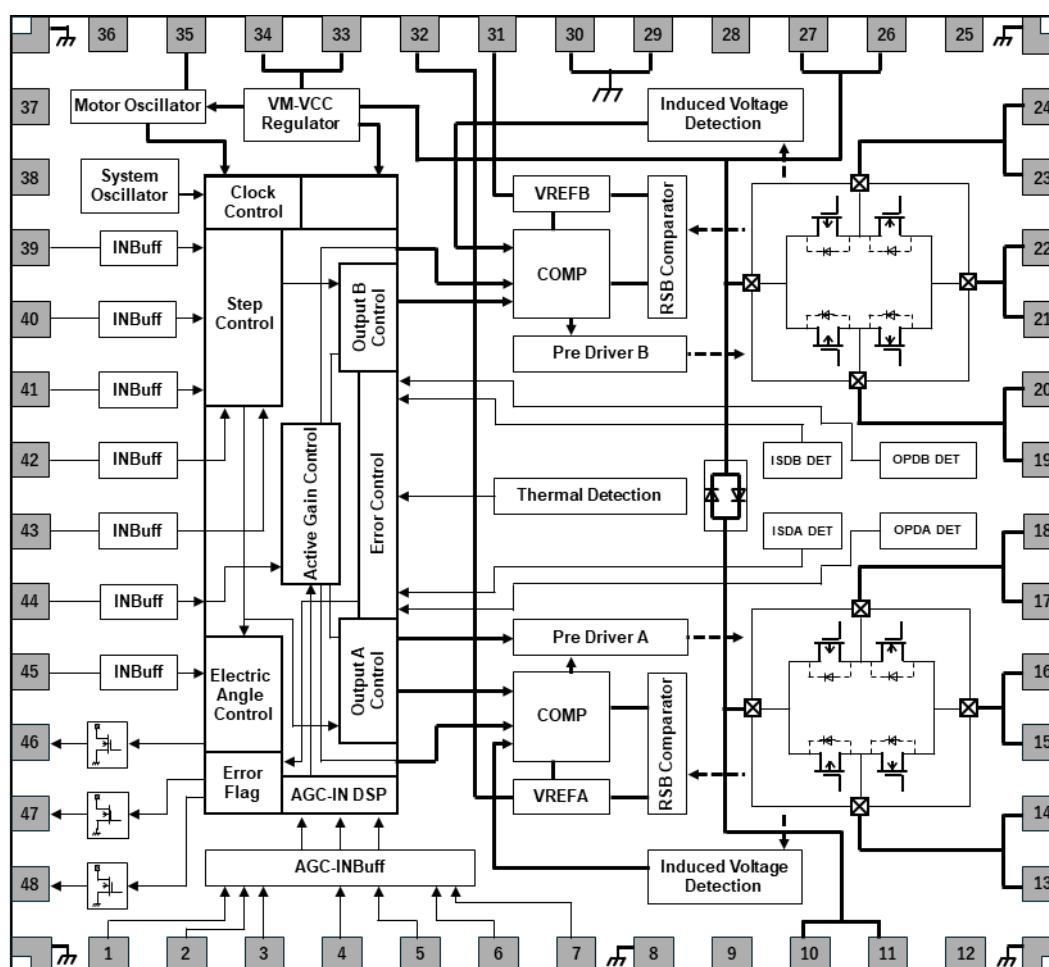 36 35 34 33 32 31 30 29 28 27 26 25
37
Motor Oscillator
VM-VCC
Regulator
Induced Voltage
Detection
24
38
System
Oscillator
23
Clock
Control
VREFB
RSB Comparator
39
INBuff
22
Step
Control
Output B
Control
COMP
40
INBuff
21
Pre Driver B
41
INBuff
20
42
INBuff
Active Gain Control
Error Control
ISDB DET
OPDB DET
19
Thermal Detection
43
INBuff
ISDA DET
OPDA DET
18
44
INBuff
17
Pre Driver A
45
INBuff
Electric
Angle
Control
Output A
Control
COMP
RSB Comparator
16
46
15
Error
Flag
AGC-IN DSP
VREFA
47
14
AGC-INBuff
Induced Voltage
Detection
48
13
1 2 3 4 5 6 7 8 9 10 11 12